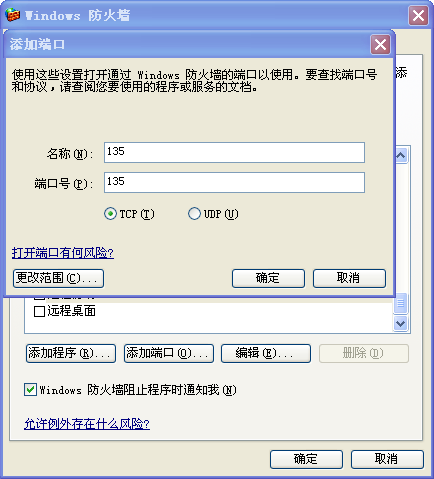 Windows 防火墙
添加端口
使用这些设置打开通过 Windows 防火墙的端口以使用。要查找端口号
和协议，请查阅您要使用的程序或服务的文档。
添
名称(N):
135
端口号(P):
135
TCP(T)
UDP(U)
打开端口有何风险?
更改范围(C)...
确定
取消
远程桌面
添加程序(R)...
添加端口(O)...
编辑(E)...
删除(D)
Windows 防火墙阻止程序时通知我(N)
允许例外存在什么风险?
确定
取消